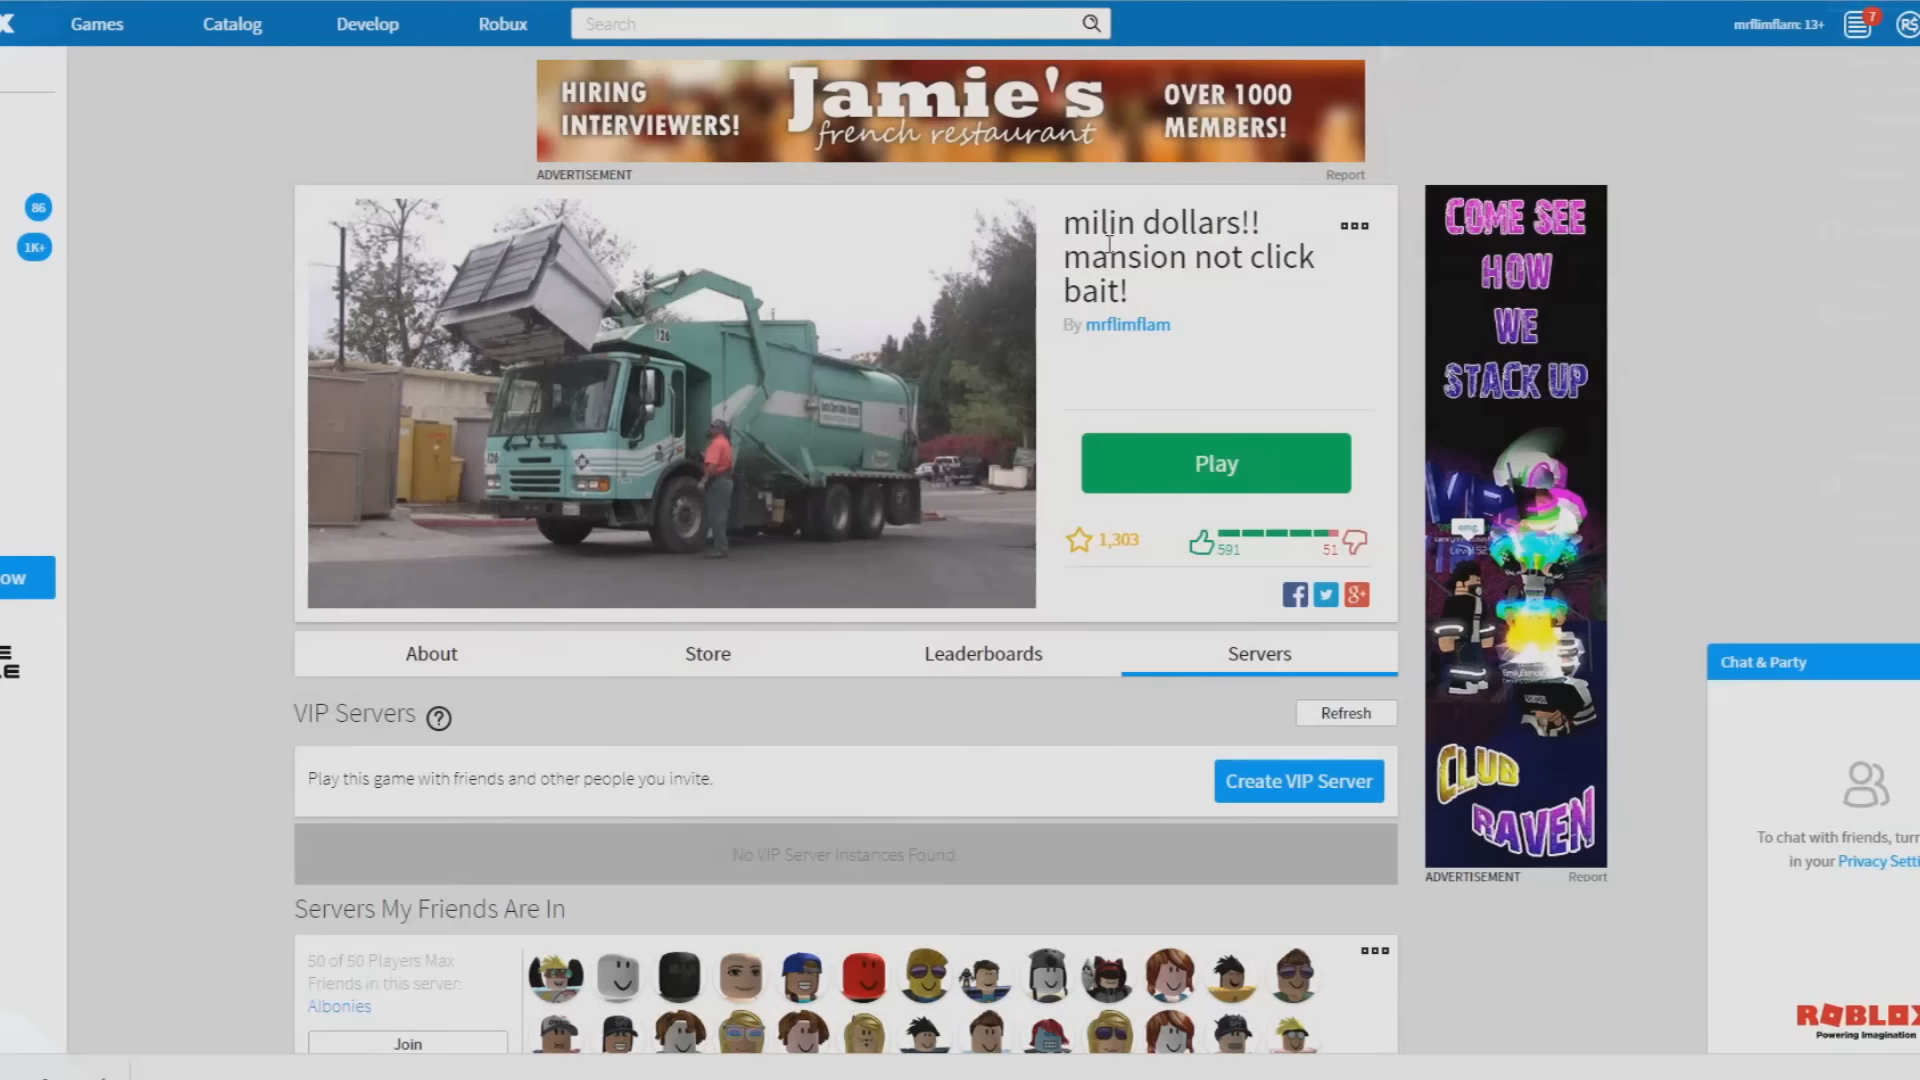 X Games Catalog Develop Robux Search mrflimflam: 13+ 7 R$
HIRING INTERVIEWERS!
Jamie's
french restaurant
OVER 1000 MEMBERS!
ADVERTISEMENT Report
86
1K+
OW
milin dollars!!
mansion not click
bait!
By mrflimflam
126
Play
1,303 591 51
8+
COME SEE
HOW
WE
STACK UP
omg
CLUB
RAVEN
ADVERTISEMENT Report
About Store Leaderboards Servers
VIP Servers ? Refresh
Play this game with friends and other people you invite. Create VIP Server
No VIP Server Instances Found.
Servers My Friends Are In
50 of 50 Players Max
Friends in this server:
Albonies
Join
Chat & Party
To chat with friends, turn
in your Privacy Setti
ROBLOX
Powering Imagination